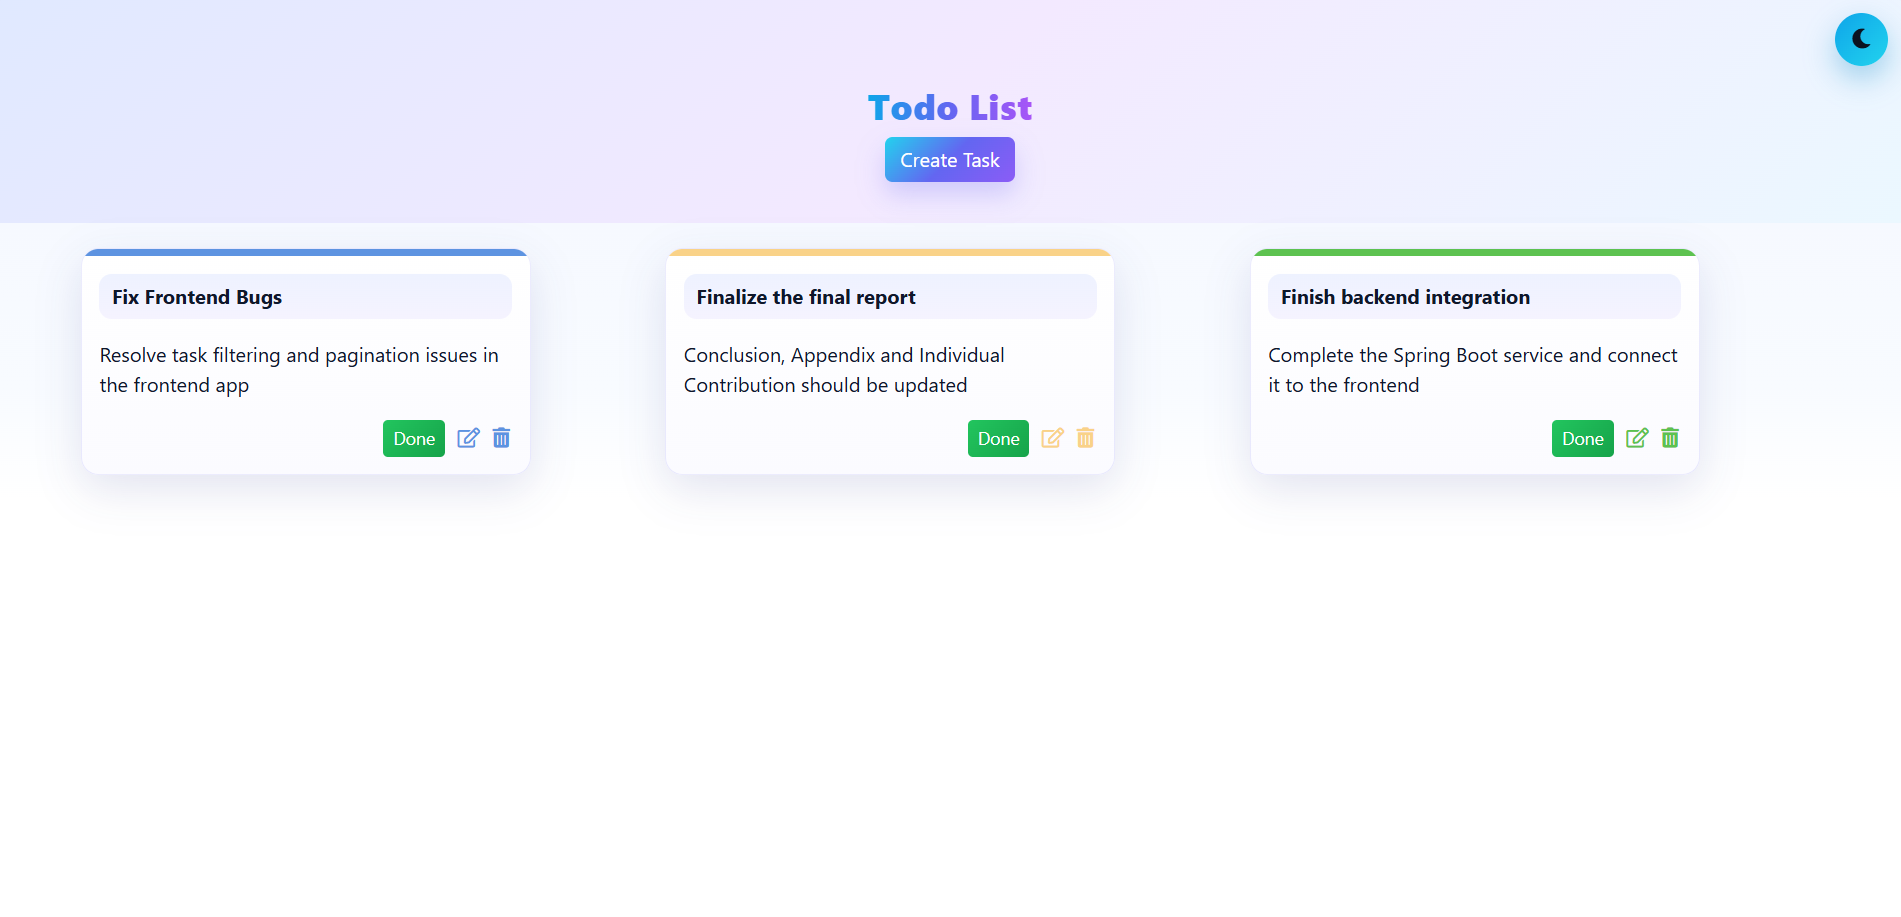 Todo List
Create Task
Fix Frontend Bugs
Resolve task filtering and pagination issues in
the frontend app
Done
Finalize the final report
Conclusion, Appendix and Individual
Contribution should be updated
Done
Finish backend integration
Complete the Spring Boot service and connect
it to the frontend
Done